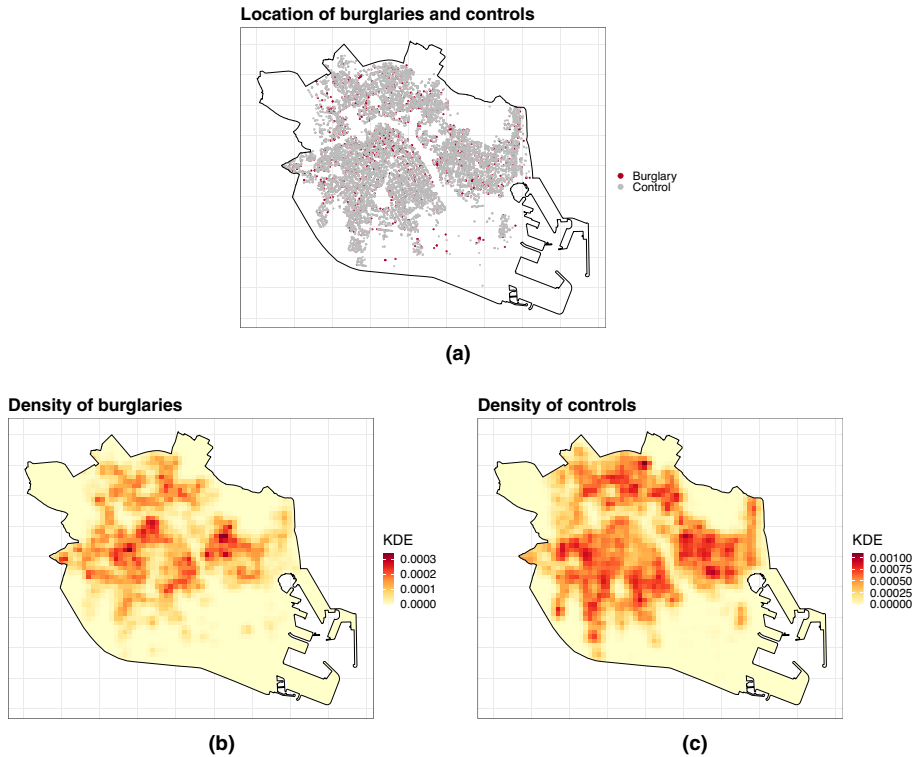 Location of burglaries and controls
Burglary
Control
(a)
Density of burglaries
KDE
0.0003
0.0002
0.0001
0.0000
(b)
Density of controls
KDE
0.00100
0.00075
0.00050
0.00025
0.00000
(c)